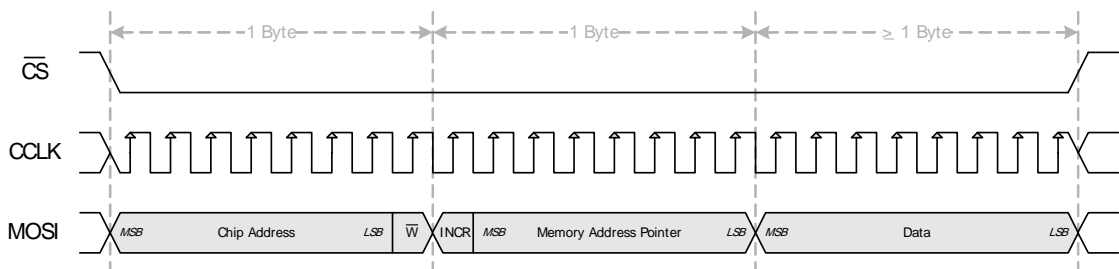 1 Byte 1 Byte ≥ 1 Byte
C̅S̅
CCLK
MOSI MSB Chip Address LSB W̅ INCR MSB Memory Address Pointer LSB MSB Data LSB